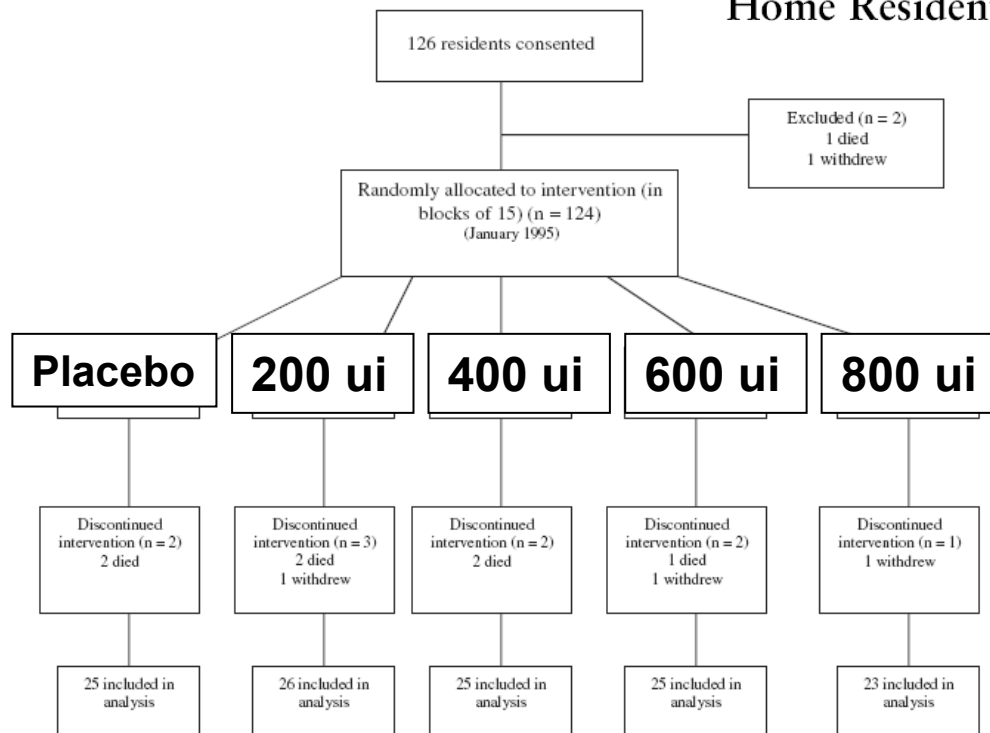 Home Resident
126 residents consented
Excluded (n = 2)
1 died
1 withdrew
Randomly allocated to intervention (in
blocks of 15) (n = 124)
(January 1995)
Placebo
200 ui
400 ui
600 ui
800 ui
Discontinued
intervention (n = 2)
2 died
Discontinued
intervention (n = 3)
2 died
1 withdrew
Discontinued
intervention (n = 2)
2 died
Discontinued
intervention (n = 2)
1 died
1 withdrew
Discontinued
intervention (n = 1)
1 withdrew
25 included in
analysis
26 included in
analysis
25 included in
analysis
25 included in
analysis
23 included in
analysis